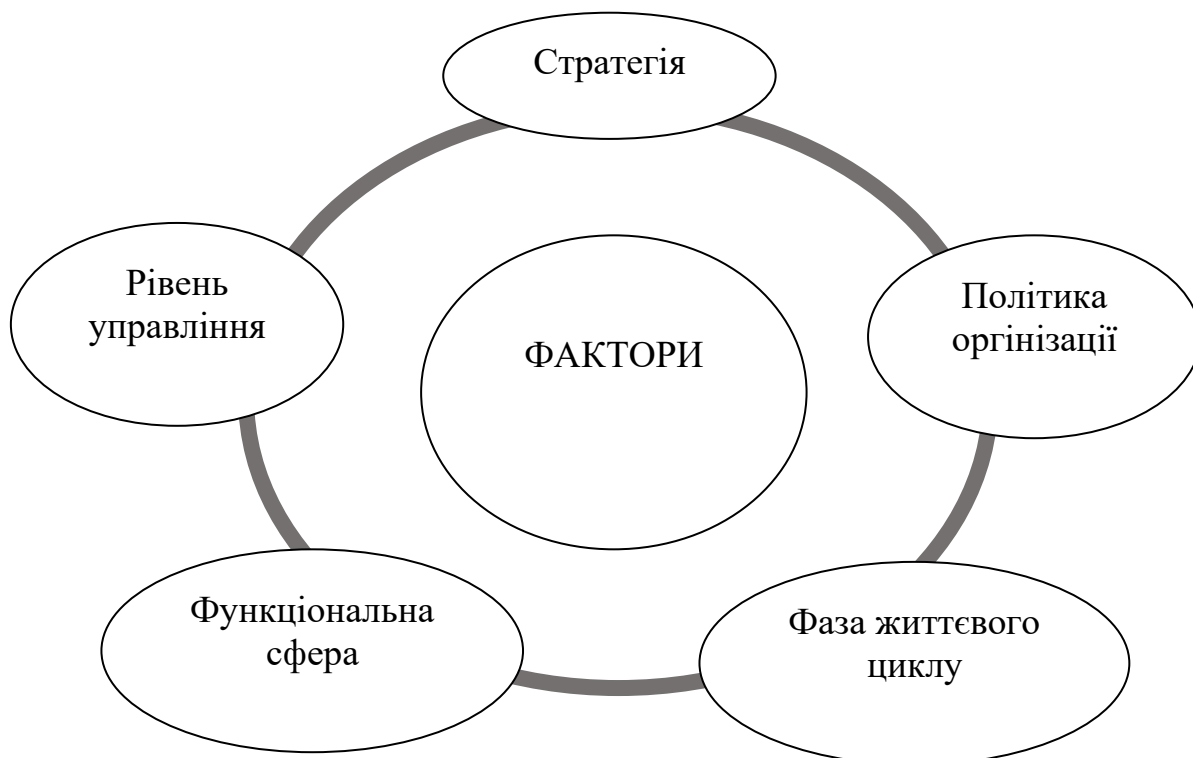 Стратегія
Рівень
управління
Політика
оргінізації
ФАКТОРИ
Функціональна
сфера
Фаза життєвого
циклу